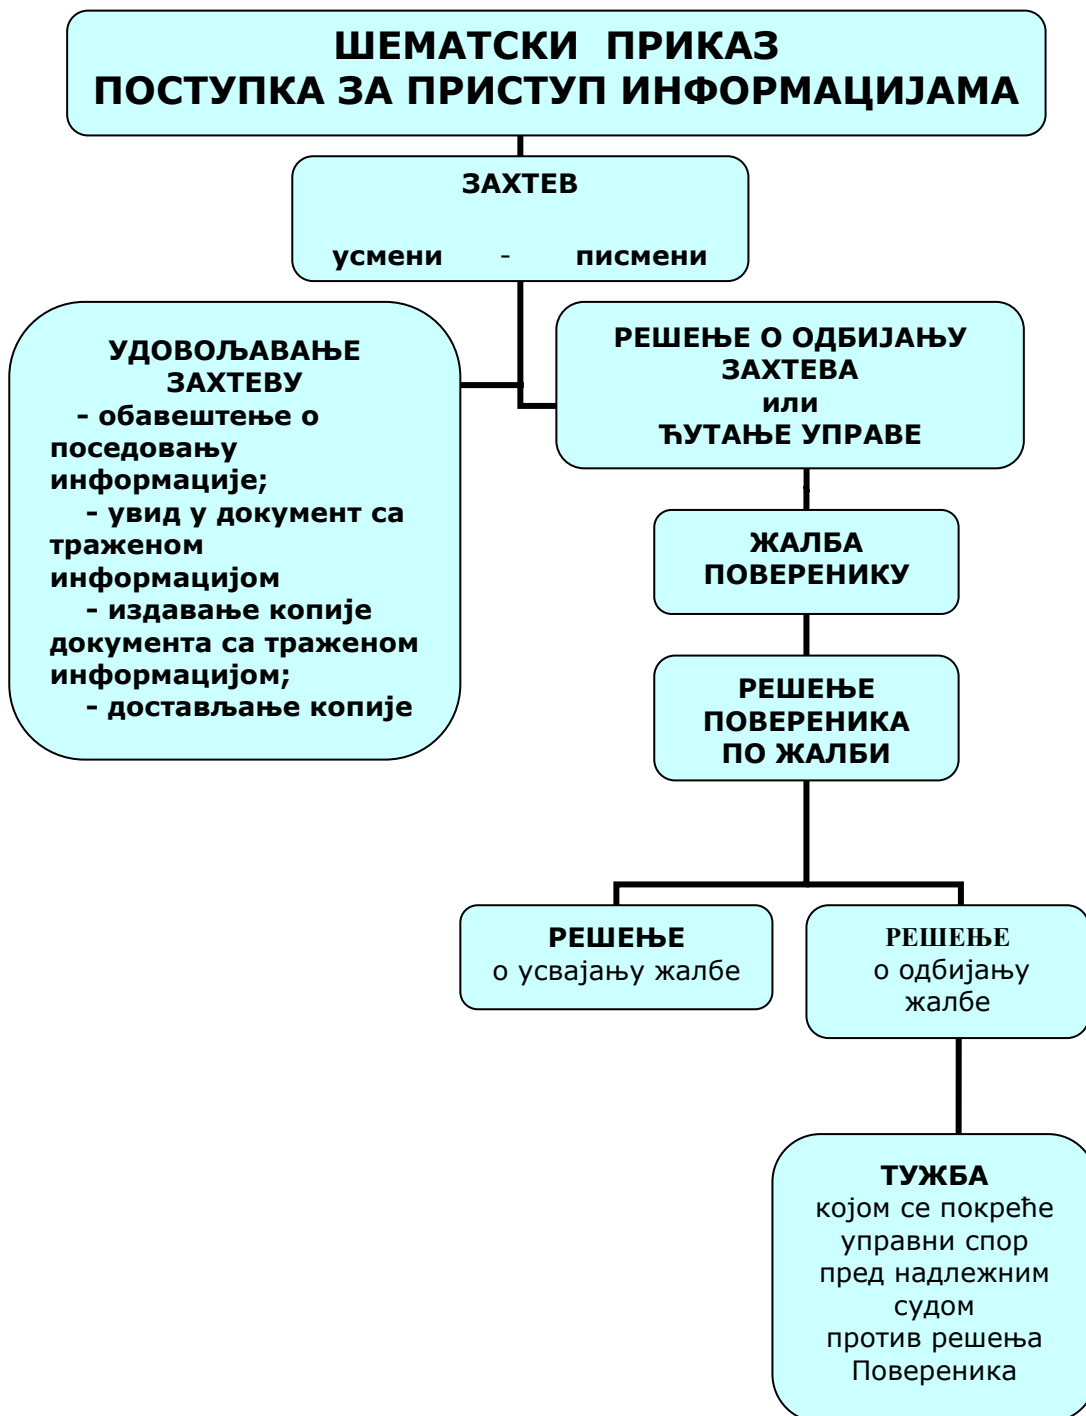 ШЕМАТСКИ ПРИКАЗ
ПОСТУПКА ЗА ПРИСТУП ИНФОРМАЦИЈАМА
ЗАХТЕВ
усмени - писмени
УДОВОЉАВАЊЕ
ЗАХТЕВУ
- обавештење о
поседовању
информације;
- увид у документ са
траженом
информацијом
- издавање копије
документа са траженом
информацијом;
- достављање копије
РЕШЕЊЕ О ОДБИЈАЊУ
ЗАХТЕВА
или
ЋУТАЊЕ УПРАВЕ
ЖАЛБА
ПОВЕРЕНИКУ
РЕШЕЊЕ
ПОВЕРЕНИКА
ПО ЖАЛБИ
РЕШЕЊЕ
о усвајању жалбе
РЕШЕЊЕ
о одбијању
жалбе
ТУЖБА
којом се покреће
управни спор
пред надлежним
судом
против решења
Повереника